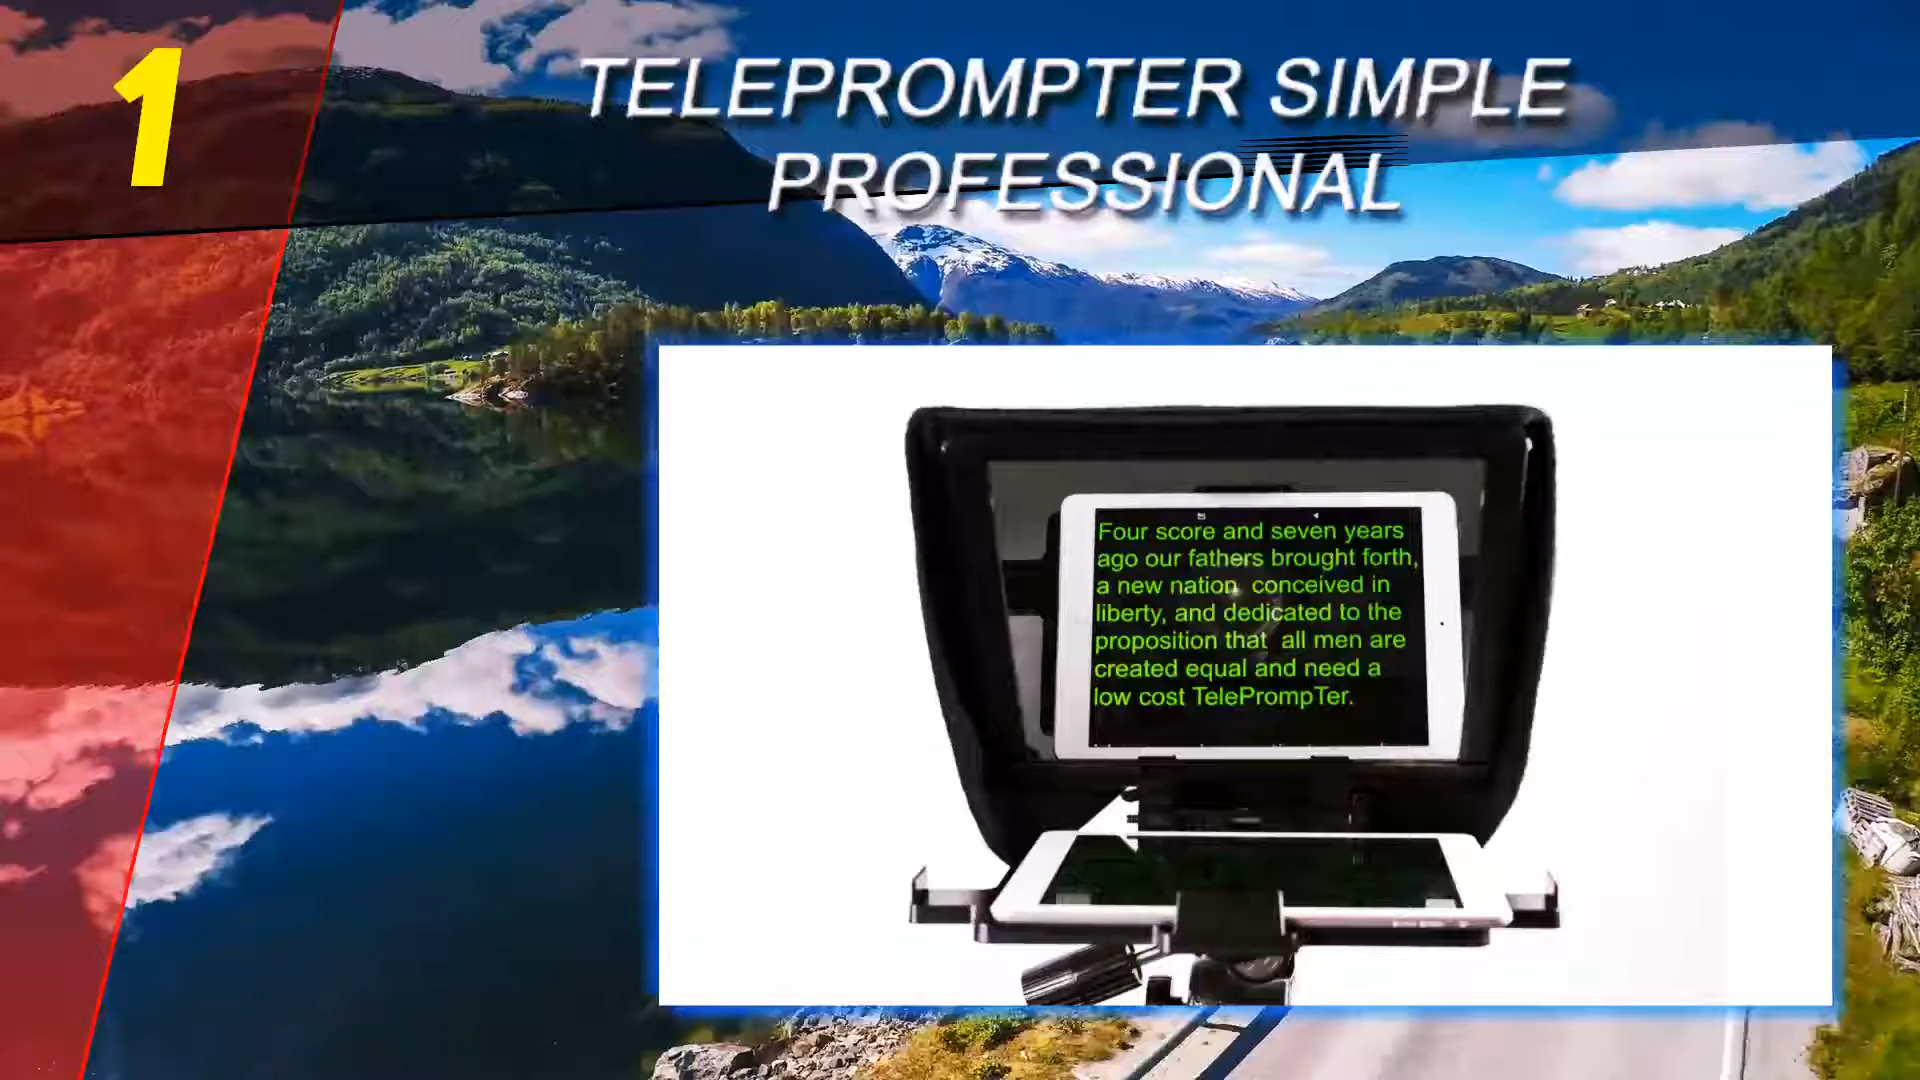 1
TELEPROMPTER SIMPLE
PROFESSIONAL
Four score and seven years
ago our fathers brought forth,
a new nation conceived in
liberty, and dedicated to the
proposition that all men are
created equal and need a
low cost TelePrompTer.